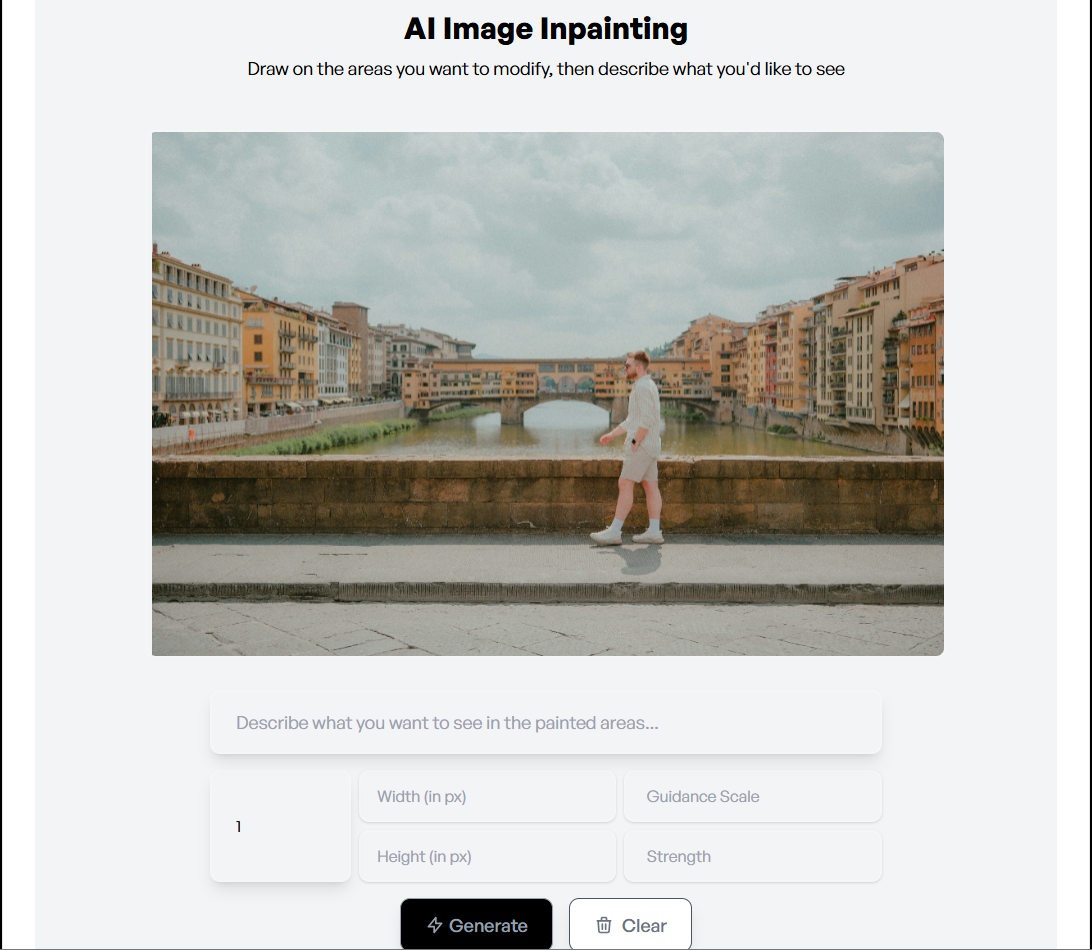 AI Image Inpainting
Draw on the areas you want to modify, then describe what you'd like to see
Describe what you want to see in the painted areas...
1
Width (in px)
Guidance Scale
Height (in px)
Strength
Generate
Clear